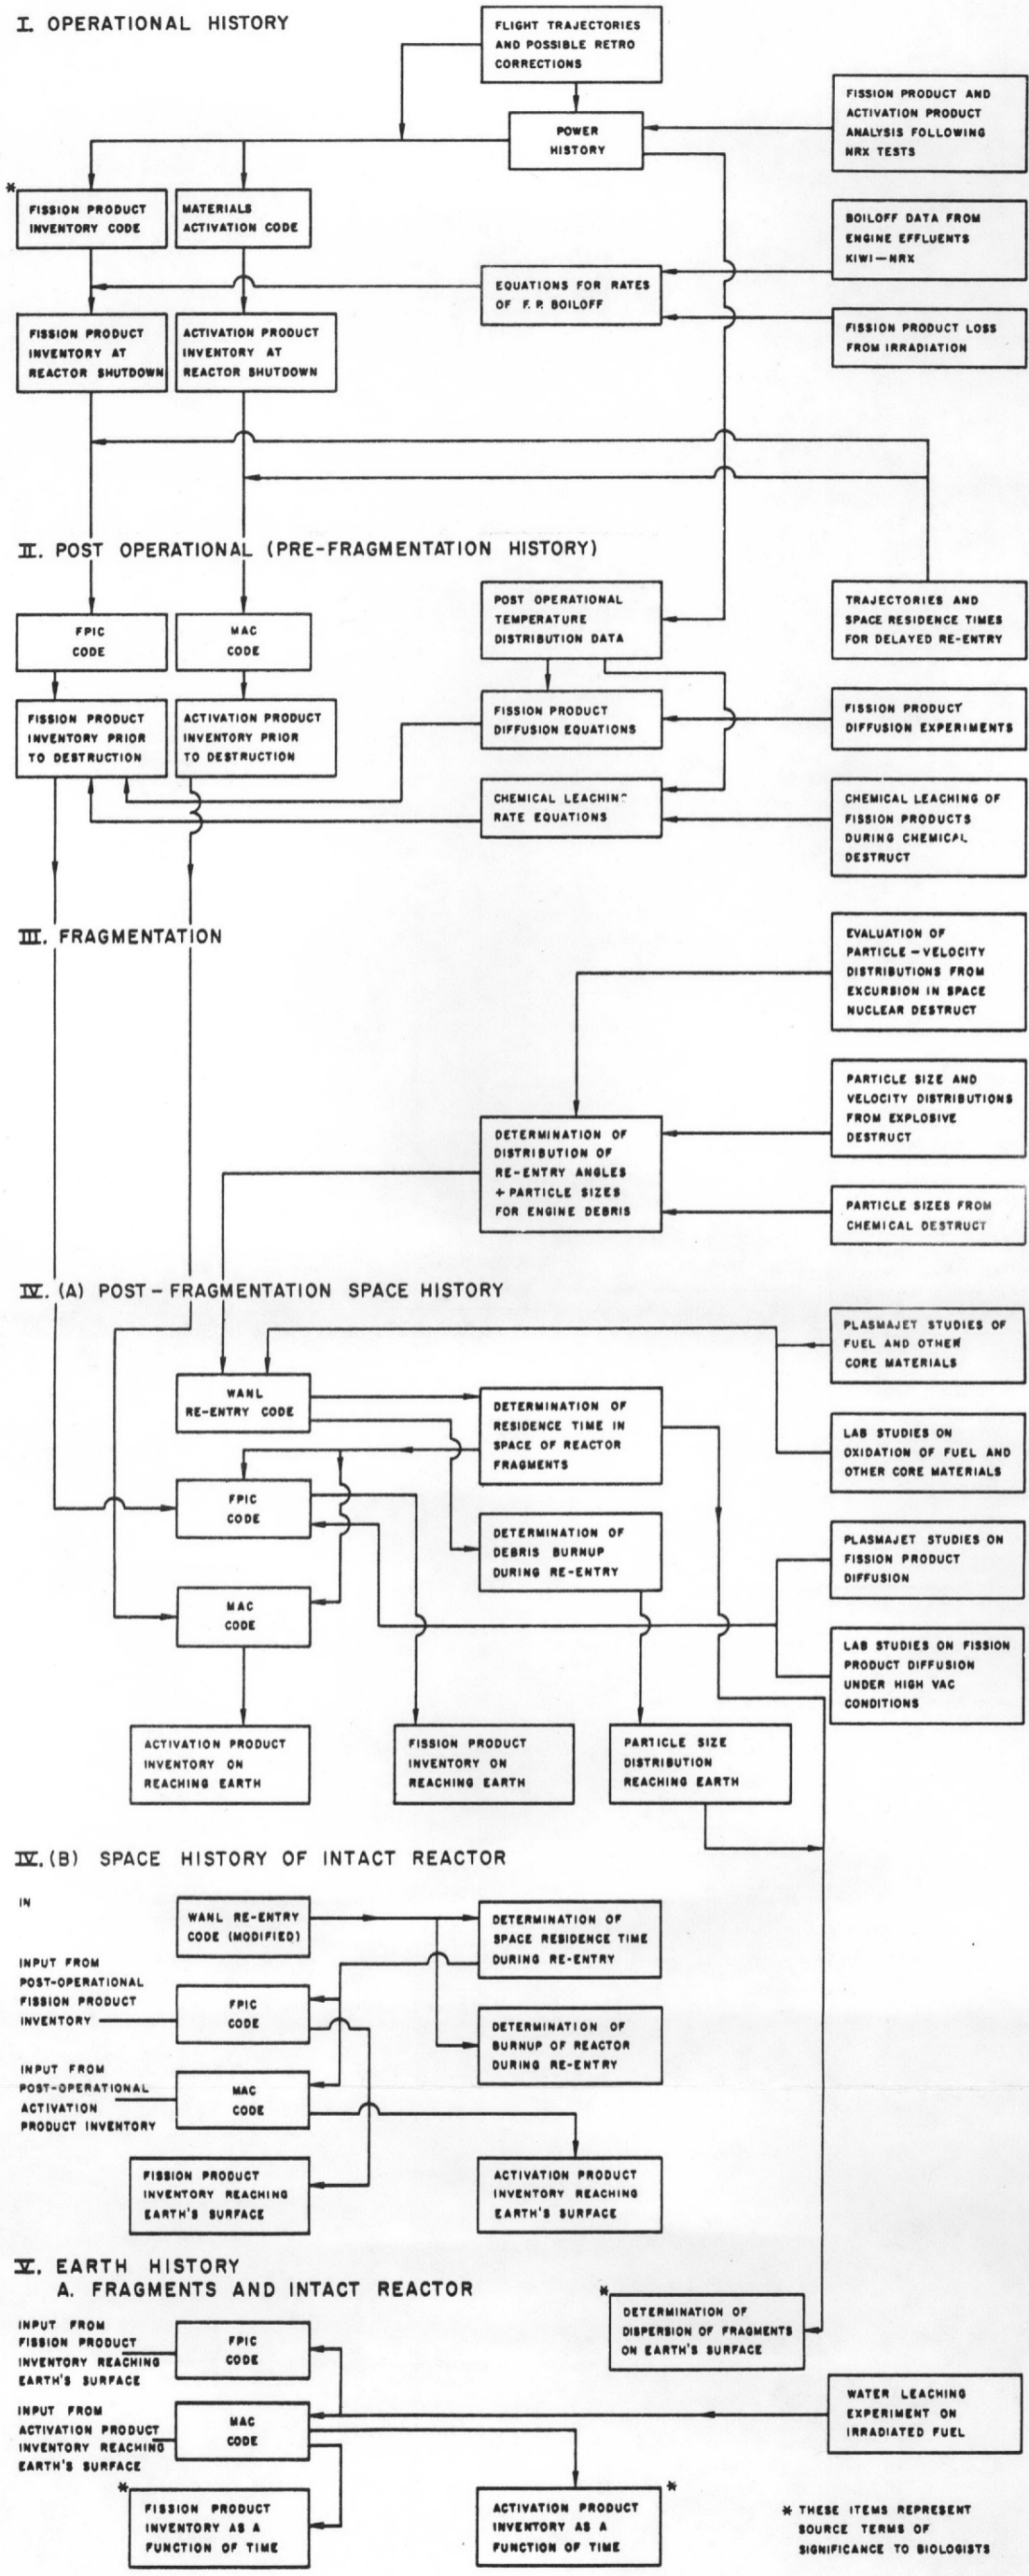 I. OPERATIONAL HISTORY
FLIGHT TRAJECTORIES
AND POSSIBLE RETRO
CORRECTIONS
FISSION PRODUCT AND
ACTIVATION PRODUCT
ANALYSIS FOLLOWING
NRX TESTS
POWER
HISTORY
*
FISSION PRODUCT
INVENTORY CODE
MATERIALS
ACTIVATION CODE
BOILOFF DATA FROM
ENGINE EFFLUENTS
KIWI-NRX
EQUATIONS FOR RATES
OF F. P. BOILOFF
FISSION PRODUCT
INVENTORY AT
REACTOR SHUTDOWN
ACTIVATION PRODUCT
INVENTORY AT
REACTOR SHUTDOWN
FISSION PRODUCT LOSS
FROM IRRADIATION
II. POST OPERATIONAL (PRE-FRAGMENTATION HISTORY)
FPIC
CODE
MAC
CODE
POST OPERATIONAL
TEMPERATURE
DISTRIBUTION DATA
TRAJECTORIES AND
SPACE RESIDENCE TIMES
FOR DELAYED RE-ENTRY
FISSION PRODUCT
INVENTORY PRIOR
TO DESTRUCTION
ACTIVATION PRODUCT
INVENTORY PRIOR
TO DESTRUCTION
FISSION PRODUCT
DIFFUSION EQUATIONS
FISSION PRODUCT
DIFFUSION EXPERIMENTS
CHEMICAL LEACHING
RATE EQUATIONS
CHEMICAL LEACHING OF
FISSION PRODUCTS
DURING CHEMICAL
DESTRUCT
III. FRAGMENTATION
EVALUATION OF
PARTICLE-VELOCITY
DISTRIBUTIONS FROM
EXCURSION IN SPACE
NUCLEAR DESTRUCT
PARTICLE SIZE AND
VELOCITY DISTRIBUTIONS
FROM EXPLOSIVE
DESTRUCT
DETERMINATION OF
DISTRIBUTION OF
RE-ENTRY ANGLES
+ PARTICLE SIZES
FOR ENGINE DEBRIS
PARTICLE SIZES FROM
CHEMICAL DESTRUCT
IV. (A) POST-FRAGMENTATION SPACE HISTORY
PLASMAJET STUDIES OF
FUEL AND OTHER
CORE MATERIALS
WANL
RE-ENTRY CODE
DETERMINATION OF
RESIDENCE TIME IN
SPACE OF REACTOR
FRAGMENTS
LAB STUDIES ON
OXIDATION OF FUEL AND
OTHER CORE MATERIALS
FPIC
CODE
DETERMINATION OF
DEBRIS BURNUP
DURING RE-ENTRY
PLASMAJET STUDIES ON
FISSION PRODUCT
DIFFUSION
MAC
CODE
LAB STUDIES ON FISSION
PRODUCT DIFFUSION
UNDER HIGH VAC
CONDITIONS
ACTIVATION PRODUCT
INVENTORY ON
REACHING EARTH
FISSION PRODUCT
INVENTORY ON
REACHING EARTH
PARTICLE SIZE
DISTRIBUTION
REACHING EARTH
IV. (B) SPACE HISTORY OF INTACT REACTOR
IN
WANL RE-ENTRY
CODE (MODIFIED)
DETERMINATION OF
SPACE RESIDENCE TIME
DURING RE-ENTRY
INPUT FROM
POST-OPERATIONAL
FISSION PRODUCT
INVENTORY
FPIC
CODE
DETERMINATION OF
BURNUP OF REACTOR
DURING RE-ENTRY
INPUT FROM
POST-OPERATIONAL
ACTIVATION
PRODUCT INVENTORY
MAC
CODE
FISSION PRODUCT
INVENTORY REACHING
EARTH'S SURFACE
ACTIVATION PRODUCT
INVENTORY REACHING
EARTH'S SURFACE
V. EARTH HISTORY
A. FRAGMENTS AND INTACT REACTOR
*
DETERMINATION OF
DISPERSION OF FRAGMENTS
ON EARTH'S SURFACE
INPUT FROM
FISSION PRODUCT
INVENTORY REACHING
EARTH'S SURFACE
FPIC
CODE
INPUT FROM
ACTIVATION PRODUCT
INVENTORY REACHING
EARTH'S SURFACE
MAC
CODE
WATER LEACHING
EXPERIMENT ON
IRRADIATED FUEL
*
FISSION PRODUCT
INVENTORY AS A
FUNCTION OF TIME
*
ACTIVATION PRODUCT
INVENTORY AS A
FUNCTION OF TIME
* THESE ITEMS REPRESENT
SOURCE TERMS OF
SIGNIFICANCE TO BIOLOGISTS